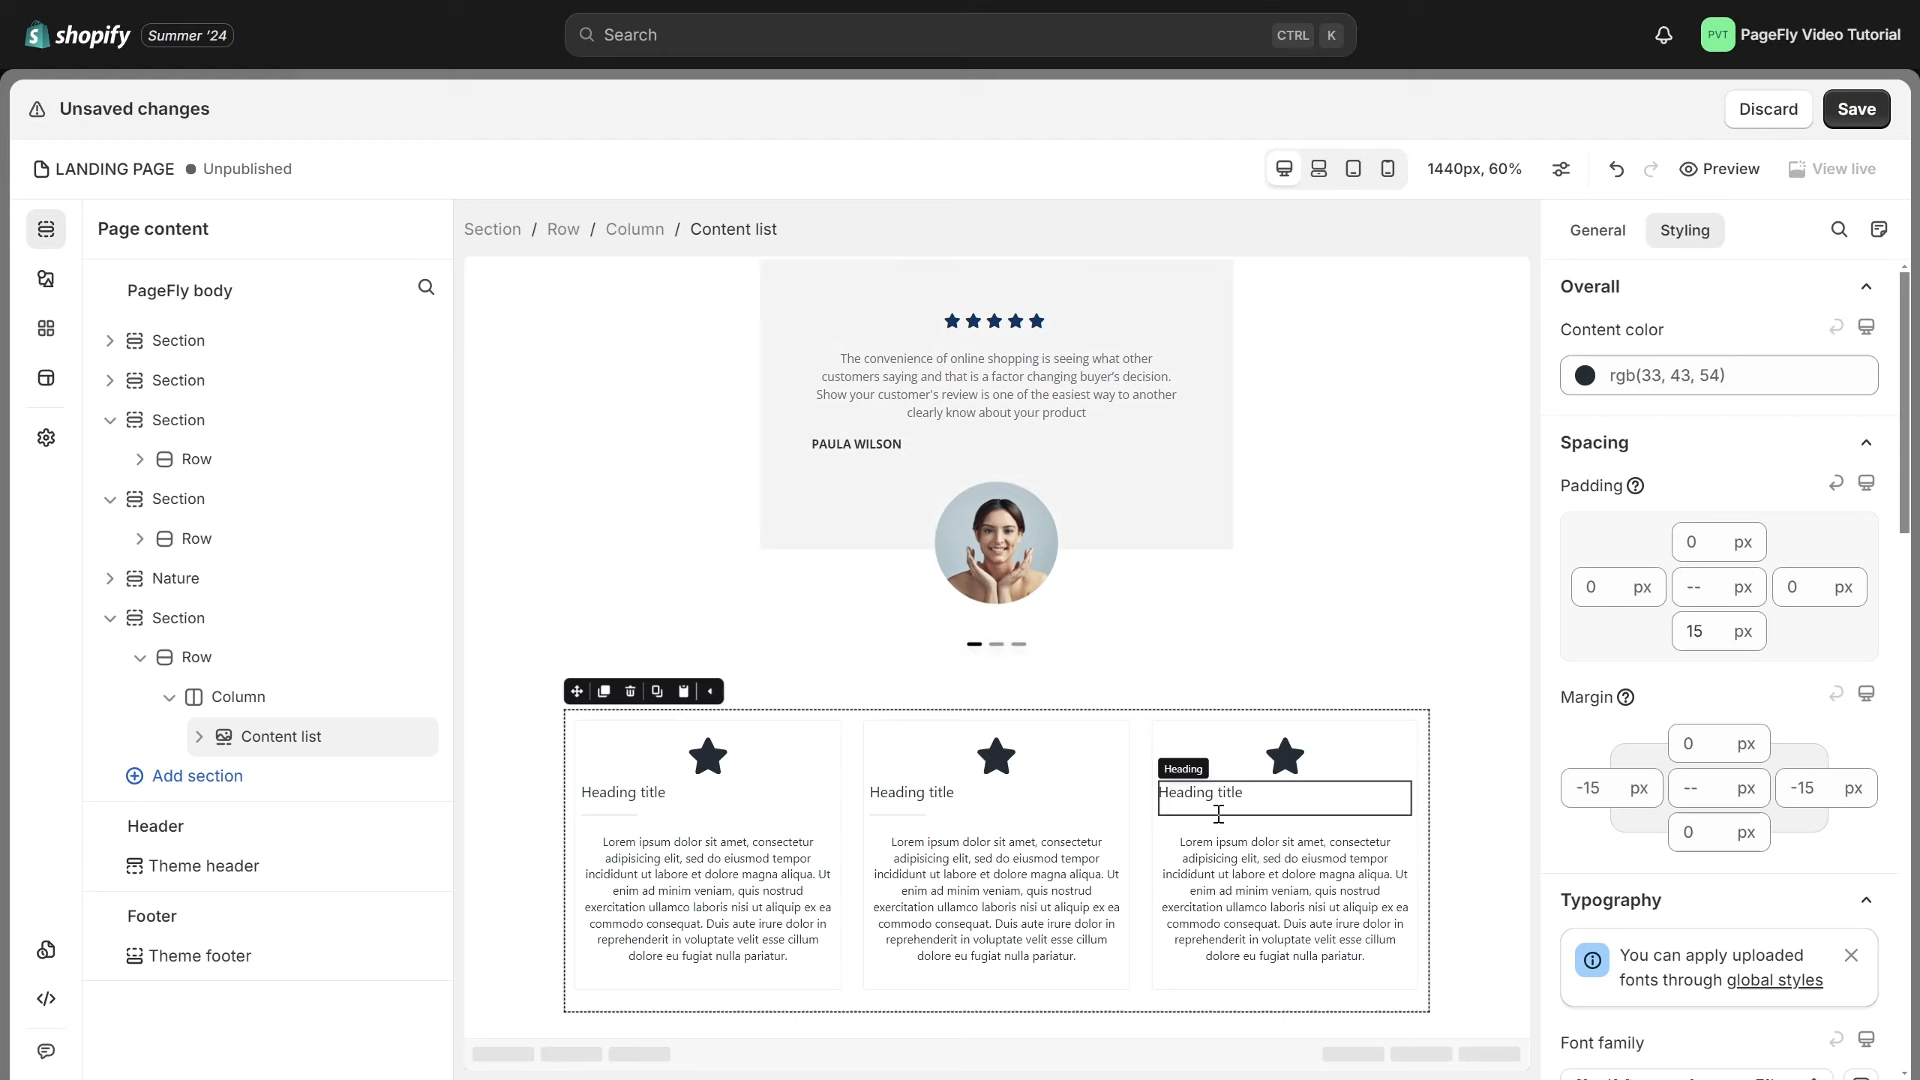 shopify
Summer '24
Search
CTRL
K
PVT
PageFly Video Tutorial
Unsaved changes
Discard
Save
LANDING PAGE
Unpublished
1440px, 60%
Preview
View live
Page content
PageFly body
Section
Section
Section
Row
Section
Row
Nature
Section
Row
Column
Content list
Add section
Header
Theme header
Footer
Theme footer
Section / Row / Column / Content list
The convenience of online shopping is seeing what other
customers saying and that is a factor changing buyer's decision.
Show your customer's review is one of the easiest way to another
clearly know about your product
PAULA WILSON
Heading title
Lorem ipsum dolor sit amet, consectetur
adipisicing elit, sed do eiusmod tempor
incididunt ut labore et dolore magna aliqua. Ut
enim ad minim veniam, quis nostrud
exercitation ullamco laboris nisi ut aliquip ex ea
commodo consequat. Duis aute irure dolor in
reprehenderit in voluptate velit esse cillum
dolore eu fugiat nulla pariatur.
Heading title
Lorem ipsum dolor sit amet, consectetur
adipisicing elit, sed do eiusmod tempor
incididunt ut labore et dolore magna aliqua. Ut
enim ad minim veniam, quis nostrud
exercitation ullamco laboris nisi ut aliquip ex ea
commodo consequat. Duis aute irure dolor in
reprehenderit in voluptate velit esse cillum
dolore eu fugiat nulla pariatur.
Heading
Heading title
Lorem ipsum dolor sit amet, consectetur
adipisicing elit, sed do eiusmod tempor
incididunt ut labore et dolore magna aliqua. Ut
enim ad minim veniam, quis nostrud
exercitation ullamco laboris nisi ut aliquip ex ea
commodo consequat. Duis aute irure dolor in
reprehenderit in voluptate velit esse cillum
dolore eu fugiat nulla pariatur.
General
Styling
Overall
Content color
rgb(33, 43, 54)
Spacing
Padding
0 px
0 px
-- px
0 px
15 px
Margin
0 px
-15 px
-- px
-15 px
0 px
Typography
You can apply uploaded
fonts through global styles
Font family